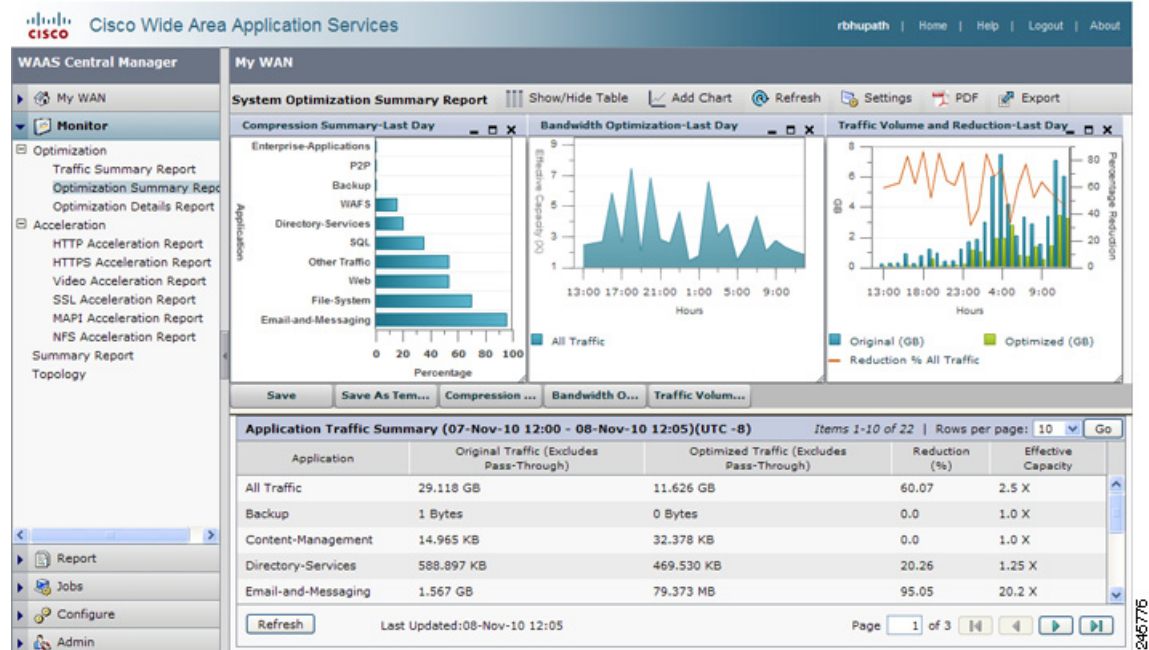 CISCO
Cisco Wide Area Application Services
rbhupath | Home | Help | Logout | About
WAAS Central Manager
My WAN
My WAN
Monitor
Optimization
Traffic Summary Report
Optimization Summary Repo
Optimization Details Report
Acceleration
HTTP Acceleration Report
HTTPS Acceleration Report
Video Acceleration Report
SSL Acceleration Report
MAPI Acceleration Report
NFS Acceleration Report
Summary Report
Topology
Report
Jobs
Configure
Admin
System Optimization Summary Report Show/Hide Table Add Chart Refresh Settings PDF Export
Compression Summary-Last Day
Application
Enterprise-Applications
P2P
Backup
WAFS
Directory-Services
SQL
Other Traffic
Web
File-System
Email-and-Messaging
0 20 40 60 80 100
Percentage
Bandwidth Optimization-Last Day
Effective Capacity (X)
9
7
5
3
1
13:00 17:00 21:00 1:00 5:00 9:00
Hours
All Traffic
Traffic Volume and Reduction-Last Day
GB
8
6
4
2
0
80
60
40
20
0
Percentage Reduction
13:00 18:00 23:00 4:00 9:00
Hours
Original (GB) Optimized (GB)
Reduction % All Traffic
Save Save As Tem... Compression ... Bandwidth O... Traffic Volum...
Application Traffic Summary (07-Nov-10 12:00 - 08-Nov-10 12:05)(UTC -8) Items 1-10 of 22 | Rows per page: 10 Go
Application Original Traffic (Excludes Pass-Through) Optimized Traffic (Excludes Pass-Through) Reduction (%) Effective Capacity
All Traffic 29.118 GB 11.626 GB 60.07 2.5 X
Backup 1 Bytes 0 Bytes 0.0 1.0 X
Content-Management 14.965 KB 32.378 KB 0.0 1.0 X
Directory-Services 588.897 KB 469.530 KB 20.26 1.25 X
Email-and-Messaging 1.567 GB 79.373 MB 95.05 20.2 X
Refresh Last Updated:08-Nov-10 12:05 Page 1 of 3
245776